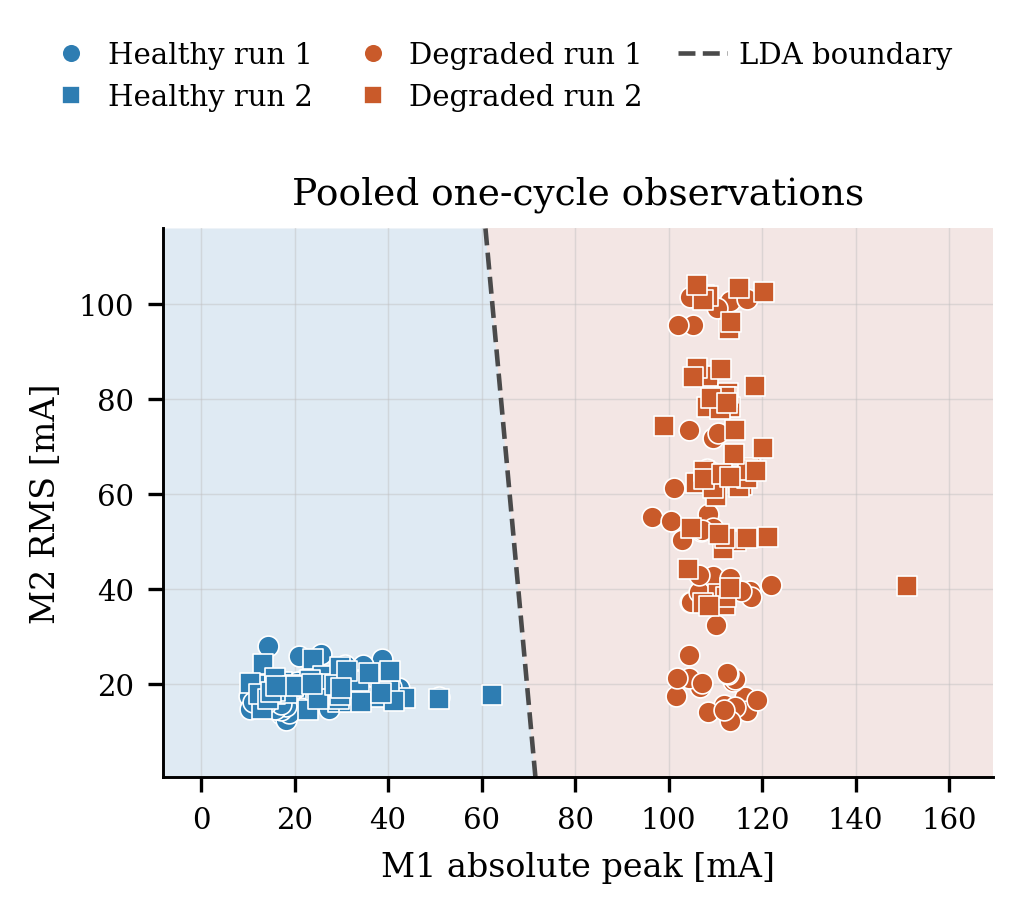 Healthy run 1
Degraded run 1
LDA boundary
Healthy run 2
Degraded run 2
Pooled one-cycle observations
M2 RMS [mA]
100
80
60
40
20
0 20 40 60 80 100 120 140 160
M1 absolute peak [mA]